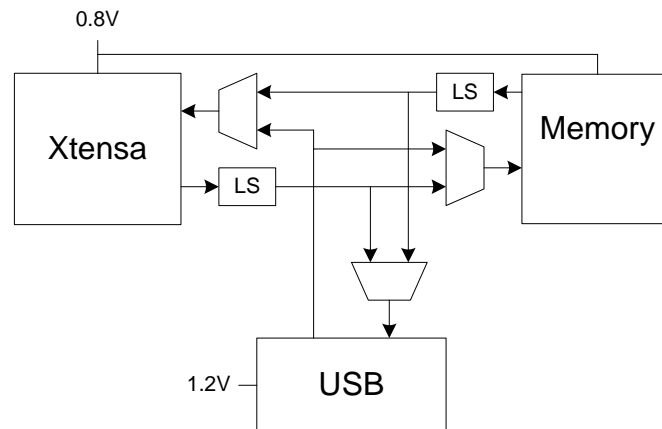 0.8V
LS
Memory
Xtensa
LS
1.2V
USB